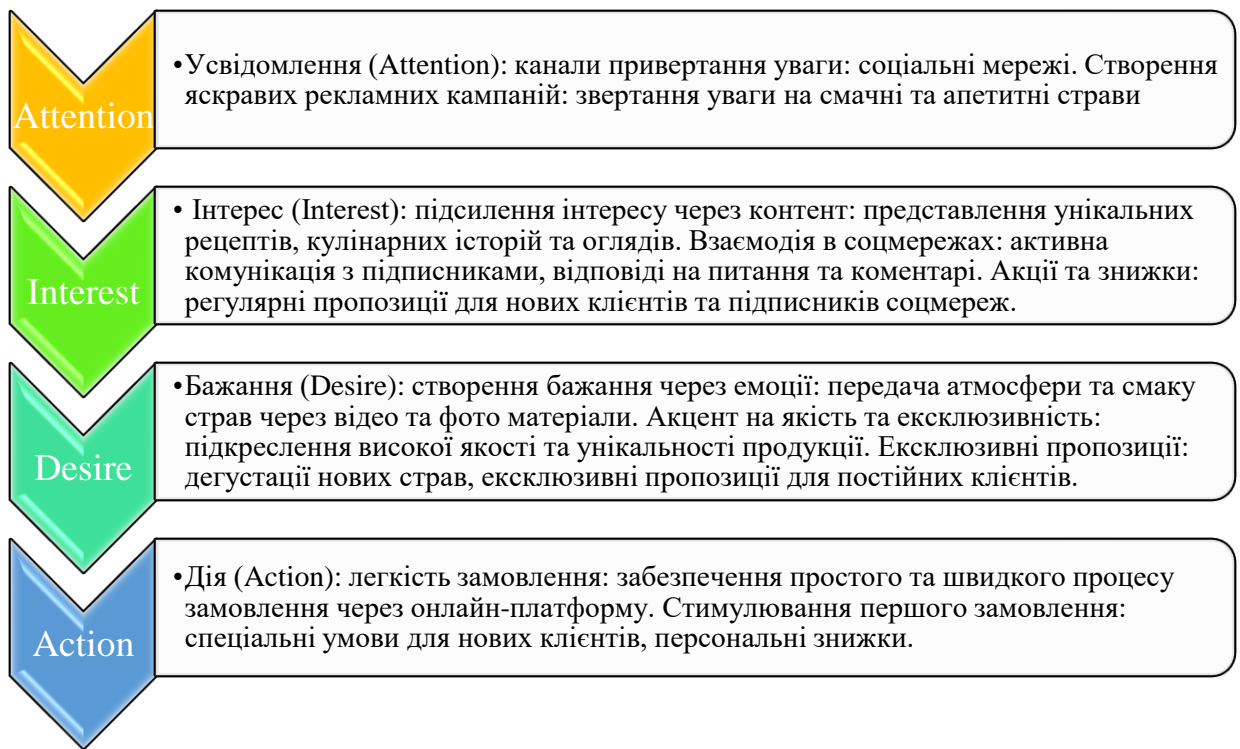 Attention
•Усвідомлення (Attention): канали привертання уваги: соціальні мережі. Створення
яскравих рекламних кампаній: звертання уваги на смачні та апетитні страви
Interest
• Інтерес (Interest): підсилення інтересу через контент: представлення унікальних
рецептів, кулінарних історій та оглядів. Взаємодія в соцмережах: активна
комунікація з підписниками, відповіді на питання та коментарі. Акції та знижки:
регулярні пропозиції для нових клієнтів та підписників соцмереж.
Desire
•Бажання (Desire): створення бажання через емоції: передача атмосфери та смаку
страв через відео та фото матеріали. Акцент на якість та ексклюзивність:
підкреслення високої якості та унікальності продукції. Ексклюзивні пропозиції:
дегустації нових страв, ексклюзивні пропозиції для постійних клієнтів.
Action
•Дія (Action): легкість замовлення: забезпечення простого та швидкого процесу
замовлення через онлайн-платформу. Стимулювання першого замовлення:
спеціальні умови для нових клієнтів, персональні знижки.